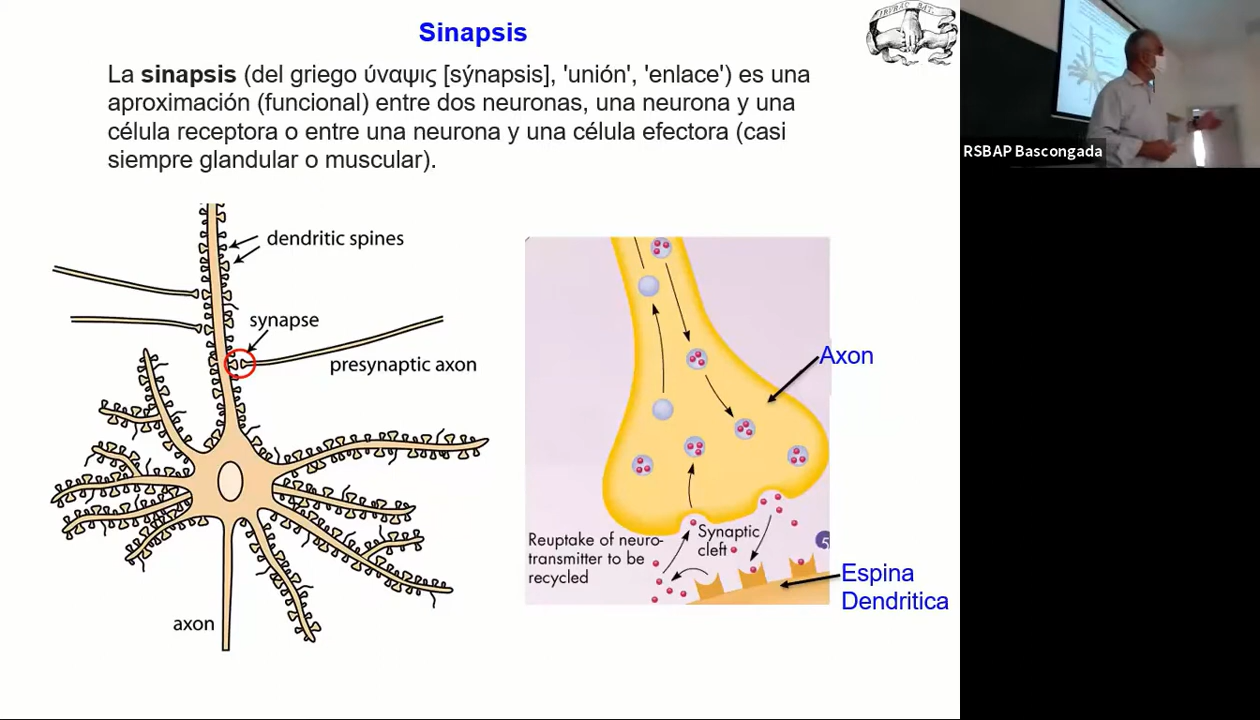 Sinapsis
La sinapsis (del griego ύναψις [sýnapsis], 'unión', 'enlace') es una
aproximación (funcional) entre dos neuronas, una neurona y una
célula receptora o entre una neurona y una célula efectora (casi
siempre glandular o muscular).
dendritic spines
synapse
presynaptic axon
axon
Axon
Reuptake of neuro-
transmitter to be
recycled
Synaptic
cleft
5
Espina
Dendritica
RSBAP Bascongada